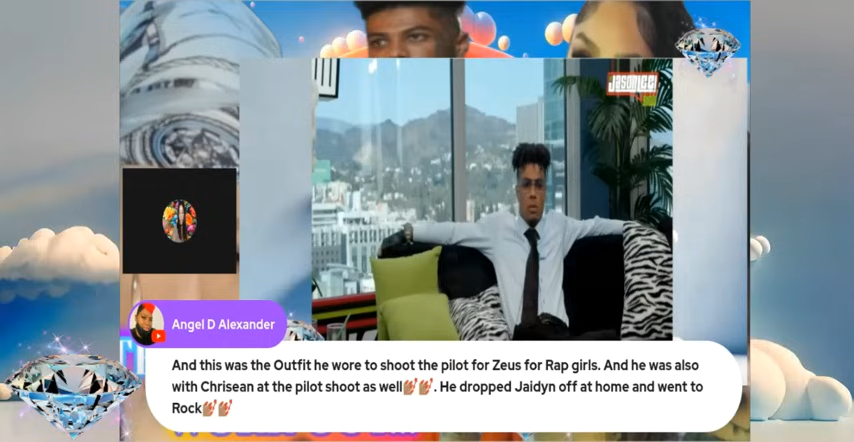 JASON LEE
Angel D Alexander
And this was the Outfit he wore to shoot the pilot for Zeus for Rap girls. And he was also
with Chrisean at the pilot shoot as well💅🏽💅🏽. He dropped Jaidyn off at home and went to
Rock💅🏽💅🏽